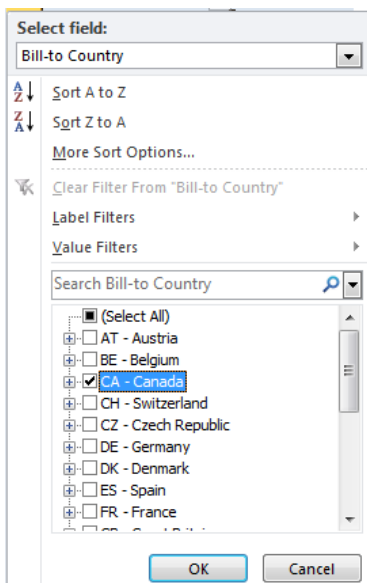 Select field:
Bill-to Country
Sort A to Z
Sort Z to A
More Sort Options...
Clear Filter From "Bill-to Country"
Label Filters
Value Filters
Search Bill-to Country
(Select All)
AT - Austria
BE - Belgium
CA - Canada
CH - Switzerland
CZ - Czech Republic
DE - Germany
DK - Denmark
ES - Spain
FR - France
OK Cancel